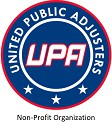 UNITED PUBLIC ADJUSTERS
UPA
Non-Profit Organization